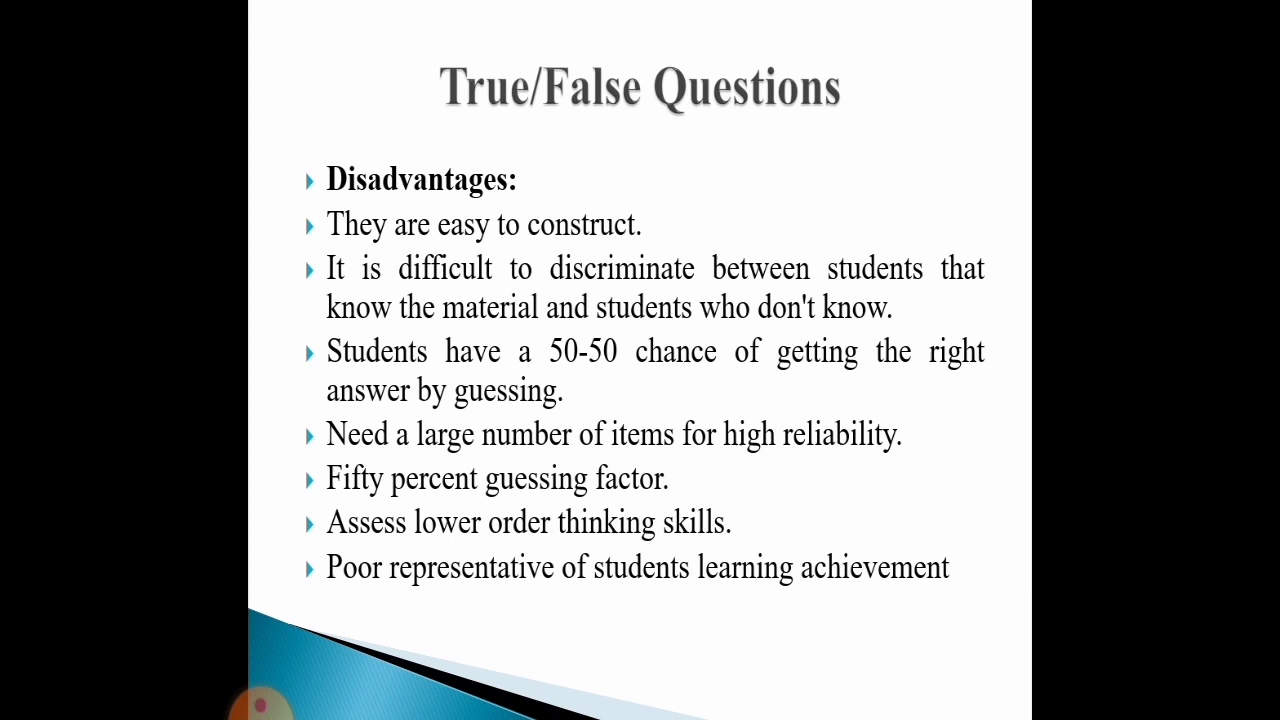 True/False Questions
Disadvantages:
They are easy to construct.
It is difficult to discriminate between students that
know the material and students who don't know.
Students have a 50-50 chance of getting the right
answer by guessing.
Need a large number of items for high reliability.
Fifty percent guessing factor.
Assess lower order thinking skills.
Poor representative of students learning achievement